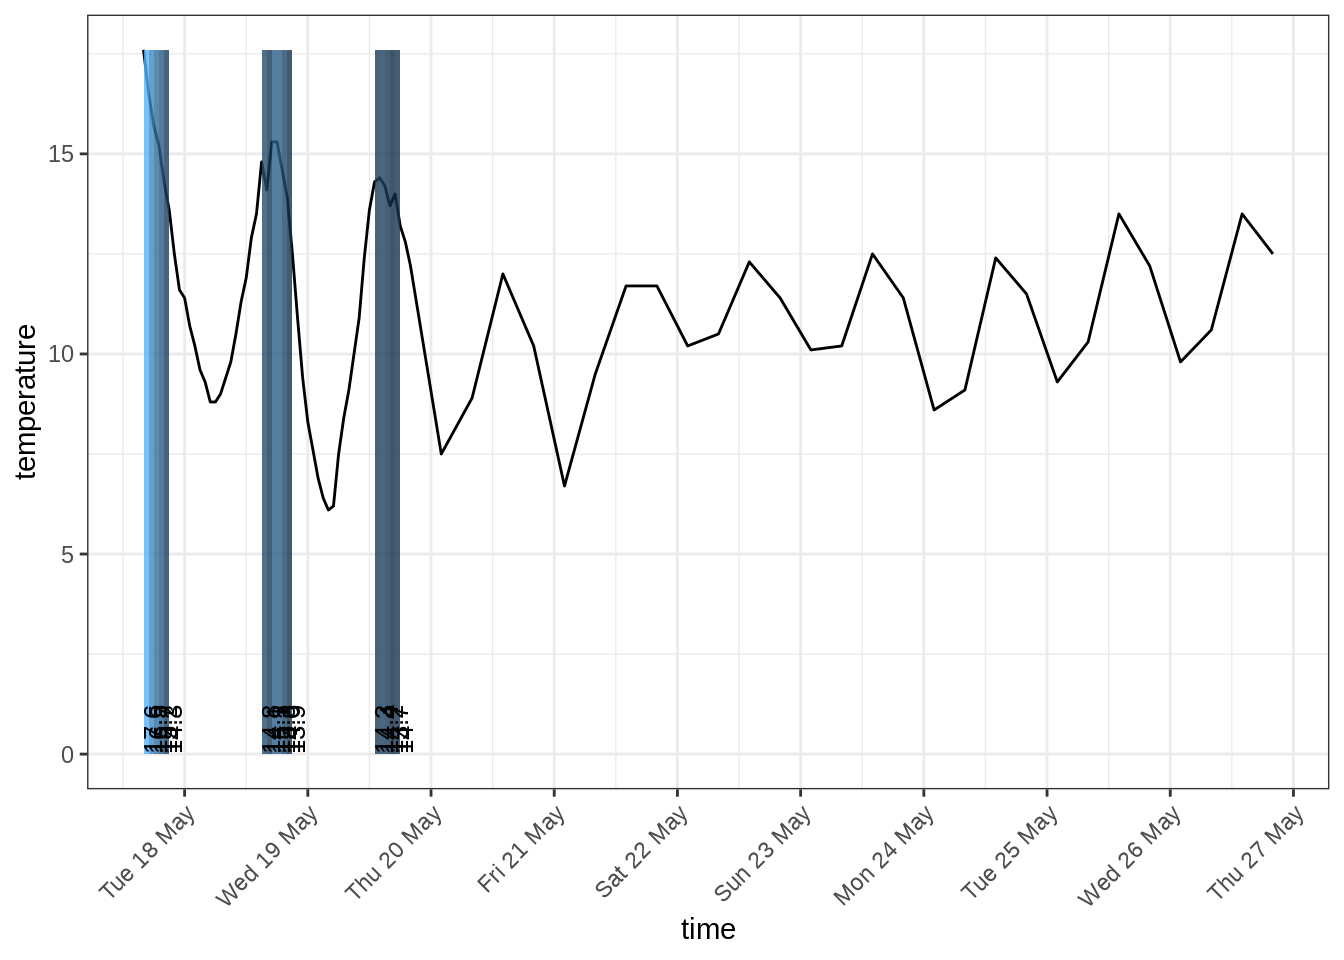 temperature
15
10
5
0
Tue 18 May
Wed 19 May
Thu 20 May
Fri 21 May
Sat 22 May
Sun 23 May
Mon 24 May
Tue 25 May
Wed 26 May
Thu 27 May
time